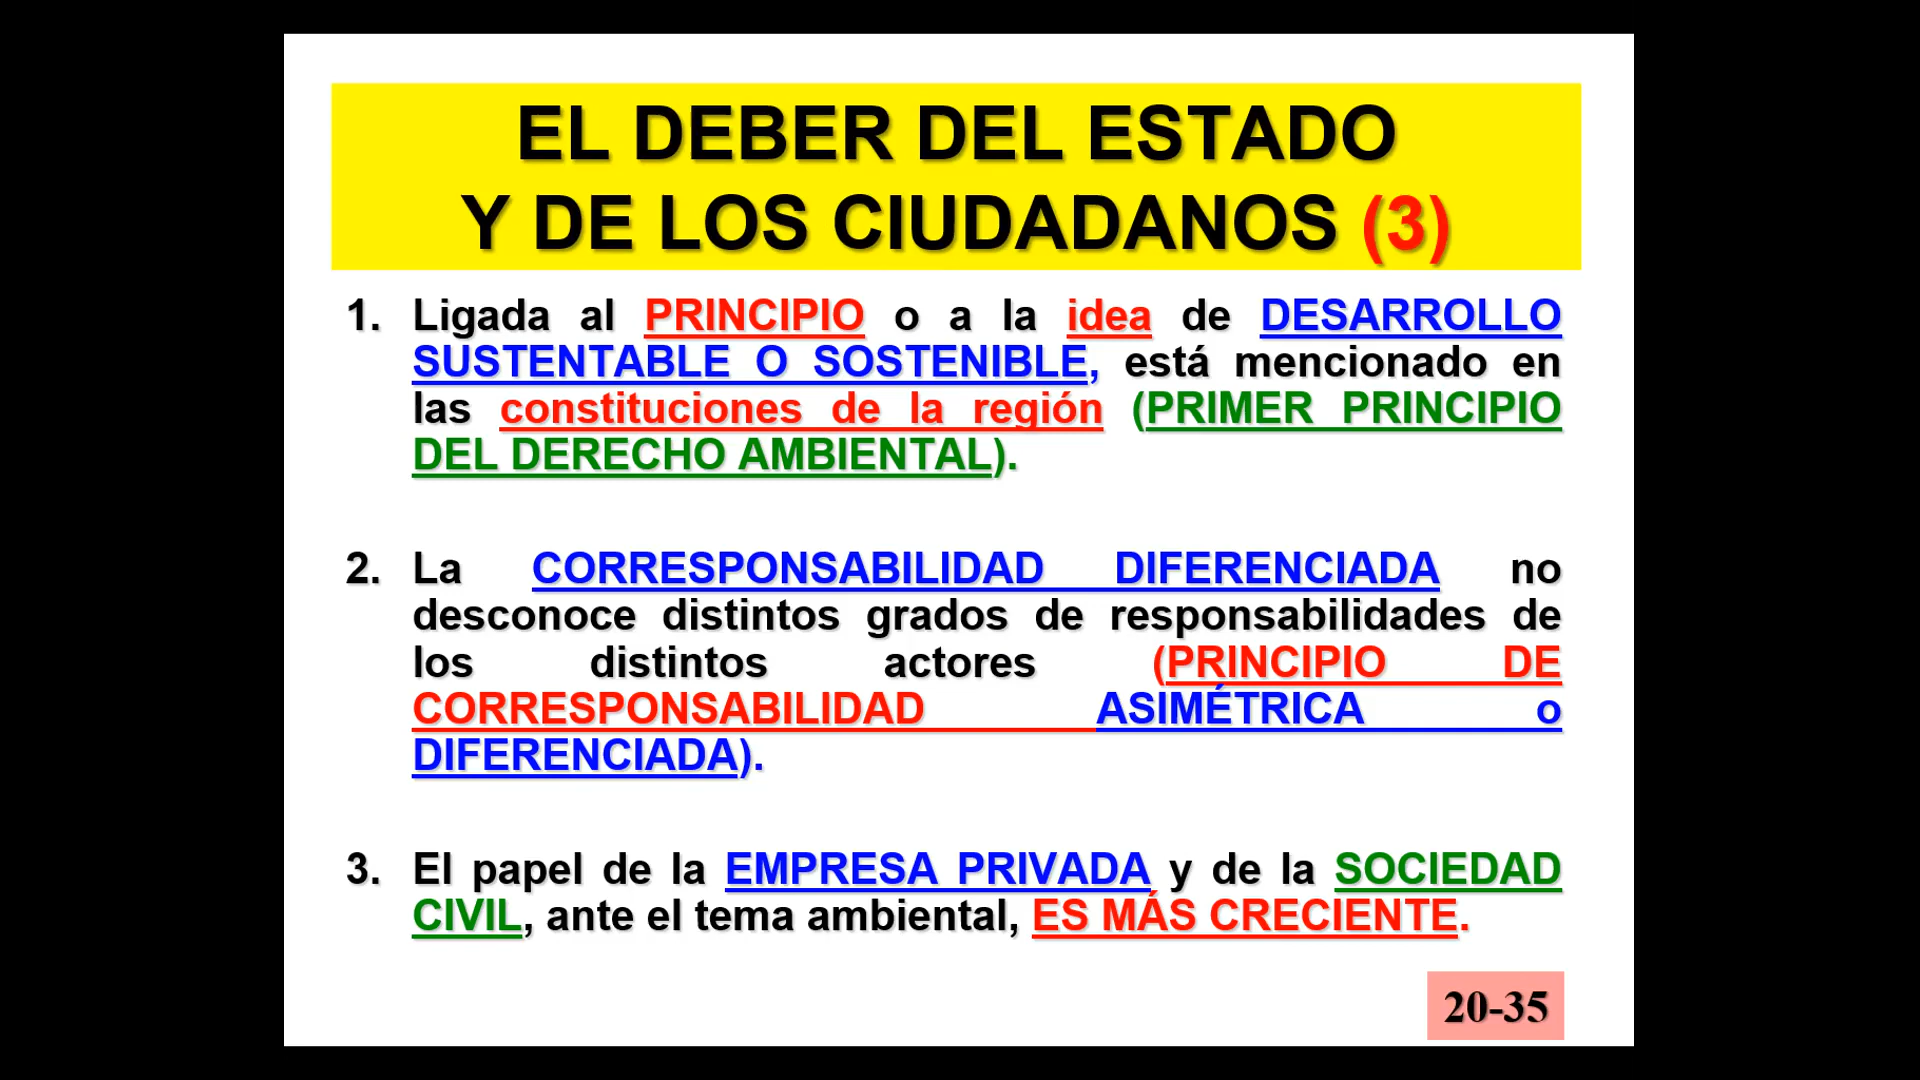 EL DEBER DEL ESTADO
Y DE LOS CIUDADANOS (3)
1. Ligada al PRINCIPIO o a la idea de DESARROLLO
SUSTENTABLE O SOSTENIBLE, está mencionado en
las constituciones de la región (PRIMER PRINCIPIO
DEL DERECHO AMBIENTAL).
2. La CORRESPONSABILIDAD DIFERENCIADA no
desconoce distintos grados de responsabilidades de
los distintos actores (PRINCIPIO DE
CORRESPONSABILIDAD ASIMÉTRICA o
DIFERENCIADA).
3. El papel de la EMPRESA PRIVADA y de la SOCIEDAD
CIVIL, ante el tema ambiental, ES MÁS CRECIENTE.
20-35